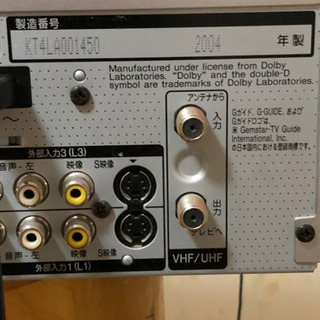 製造番号
KT4LA001450 2004 年製
Manufactured under license from Dolby
Laboratories. "Dolby" and the double-D
symbol are trademarks of Dolby Laboratories.
アンテナから
入力
Gガイド、G-GUIDE、および
Gガイドロゴは、
米 Gemstar-TV Guide
International, Inc.
の日本国内における登録商標です。
外部入力3 (L3)
音声-左 映像 S映像
出力
テレビへ
音声-左 映像 S映像
外部入力1 (L1)
VHF/UHF